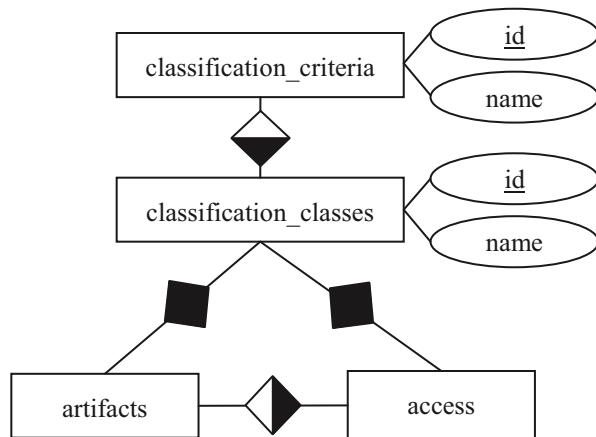 id
classification_criteria
name
id
classification_classes
name
artifacts
access